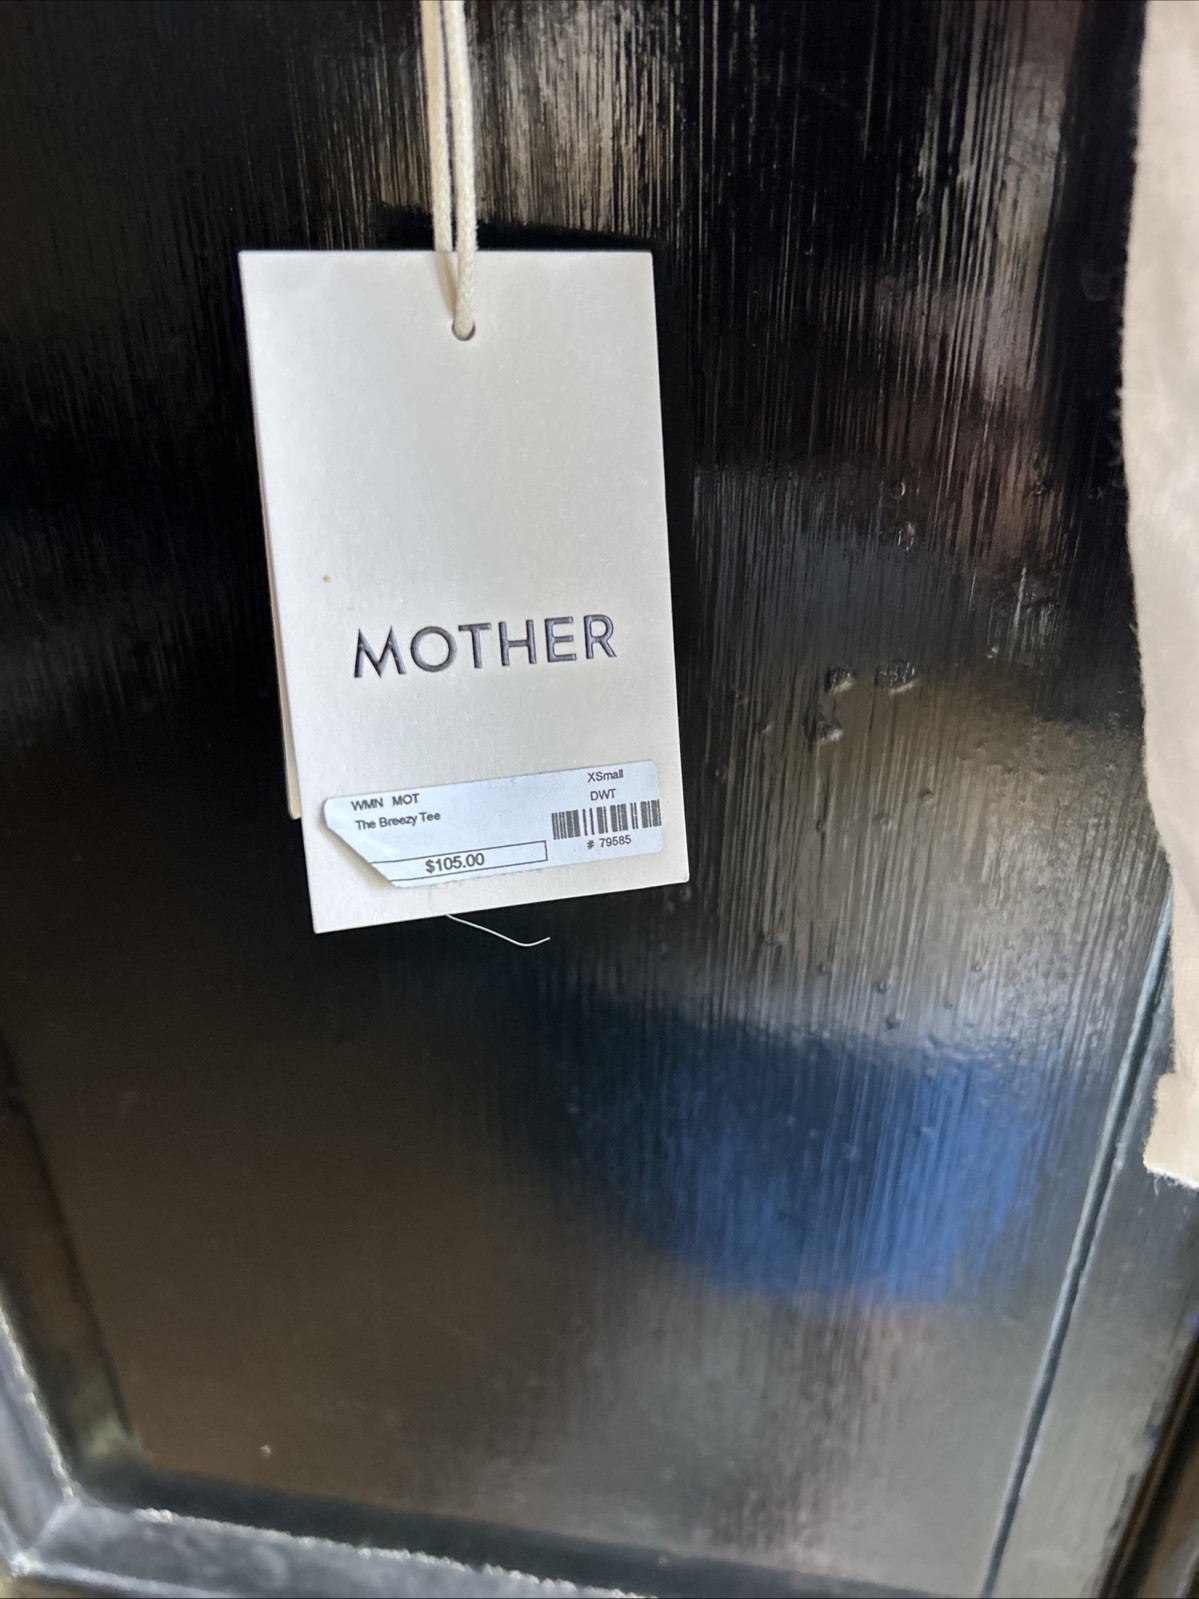 MOTHER
WMN MOT
The Breezy Tee
$105.00
XSmall
DWT
# 79585